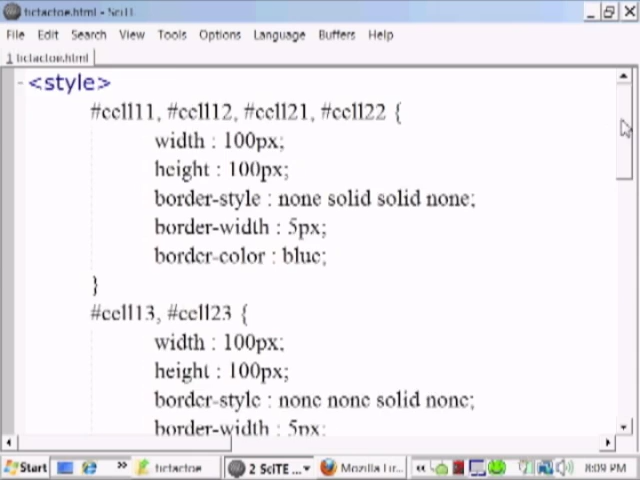 tictactoe.html - SciTE
File Edit Search View Tools Options Language Buffers Help
1 tictactoe.html
<style>
#cell11, #cell12, #cell21, #cell22 {
width : 100px;
height : 100px;
border-style : none solid solid none;
border-width : 5px;
border-color : blue;
}
#cell13, #cell23 {
width : 100px;
height : 100px;
border-style : none none solid none;
border-width : 5px;
Start tictactoe 2 SciTE ... Mozilla Fir... 8:09 PM